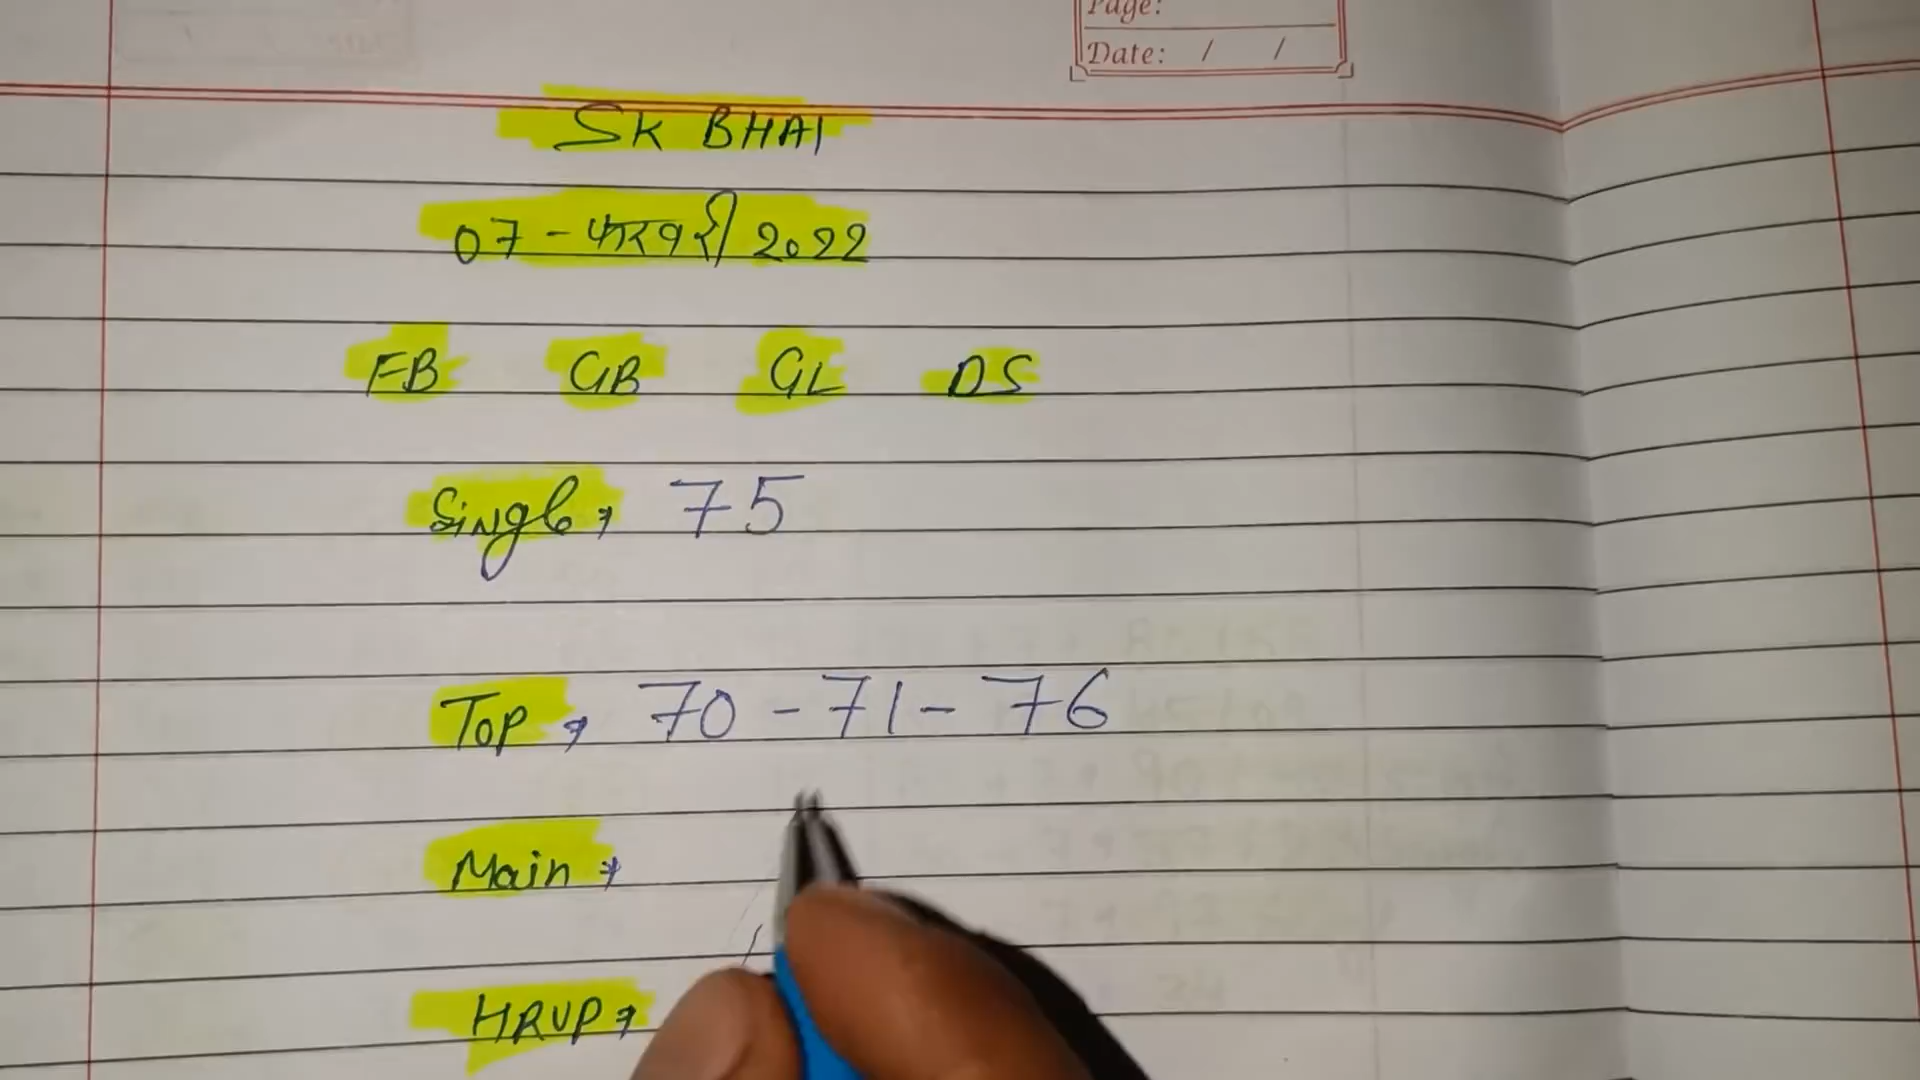 Page:
Date: / /
SK BHAI
07 - फरवरी 2022
FB GB GL DS
Single → 75
Top → 70 - 71 - 76
Main →
HRUP →